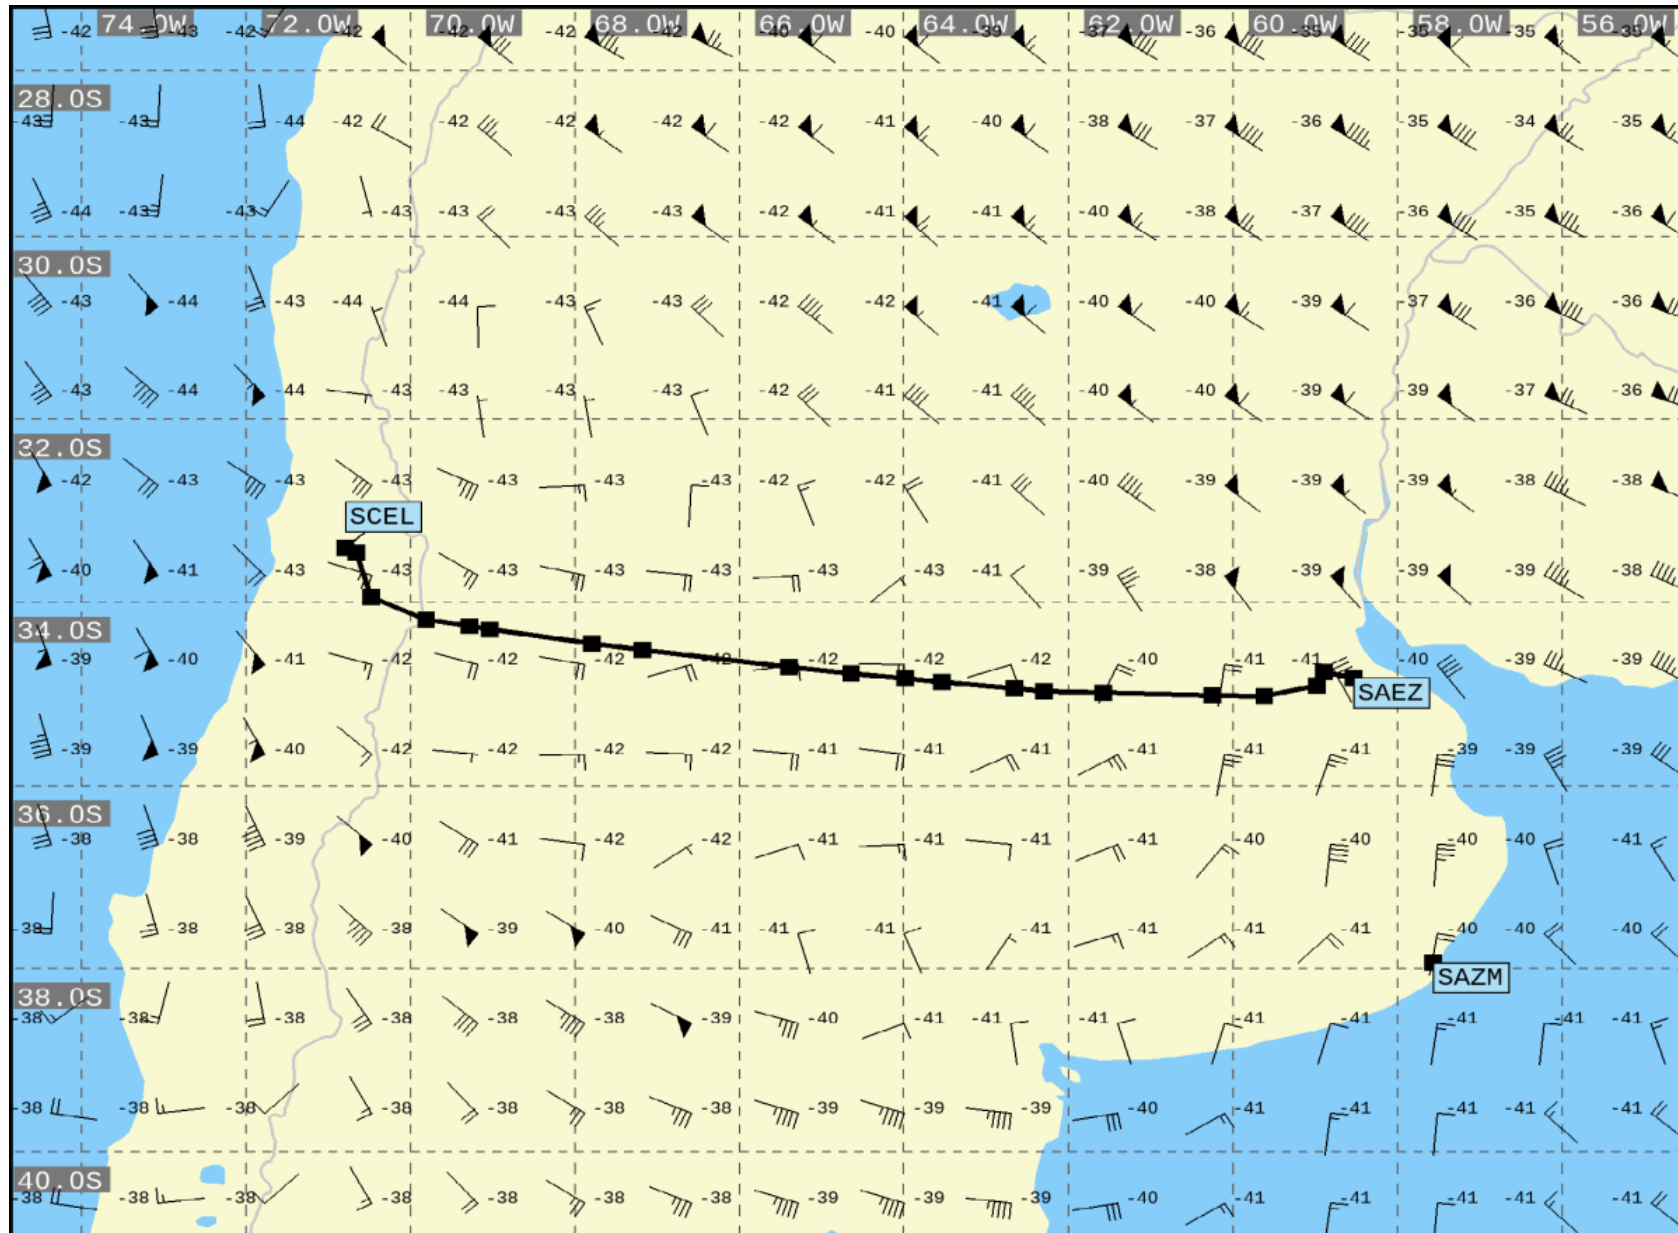 -42 74.0W -43 72.0W -42 -42 70.0W -42 68.0W -42 66.0W -40 -40 64.0W -39 62.0W -37 -36 60.0W -35 -35 58.0W -35 56.0W -35
28.0S
-43 -43 -44 -42 -42 -42 -42 -42 -41 -40 -38 -37 -36 -35 -34 -35
-44 -43 -43 -43 -43 -43 -43 -42 -41 -41 -40 -38 -37 -36 -35 -36
30.0S
-43 -44 -43 -44 -44 -43 -43 -42 -42 -41 -40 -40 -39 -37 -36 -36
-43 -44 -44 -43 -43 -43 -43 -42 -41 -41 -40 -40 -39 -39 -37 -36
32.0S
-42 -43 -43 -43 -43 -43 -43 -42 -42 -41 -40 -39 -39 -39 -38 -38
SCEL
-40 -41 -43 -43 -43 -43 -43 -43 -43 -41 -39 -38 -39 -39 -39 -38
34.0S
-39 -40 -41 -42 -42 -42 -42 -42 -42 -42 -40 -41 -41 -40 -39 -39
SAEZ
-39 -39 -40 -42 -42 -42 -42 -41 -41 -41 -41 -41 -41 -39 -39 -39
36.0S
-38 -38 -39 -40 -41 -42 -42 -41 -41 -41 -41 -40 -40 -40 -40 -41
-38 -38 -38 -38 -39 -40 -41 -41 -41 -41 -41 -41 -41 -40 -40 -40
SAZM
38.0S
-38 -38 -38 -38 -38 -38 -39 -40 -41 -41 -41 -41 -41 -41 -41 -41
-38 -38 -38 -38 -38 -38 -38 -39 -39 -39 -40 -41 -41 -41 -41 -41
40.0S
-38 -38 -38 -38 -38 -38 -38 -39 -39 -39 -40 -41 -41 -41 -41 -41